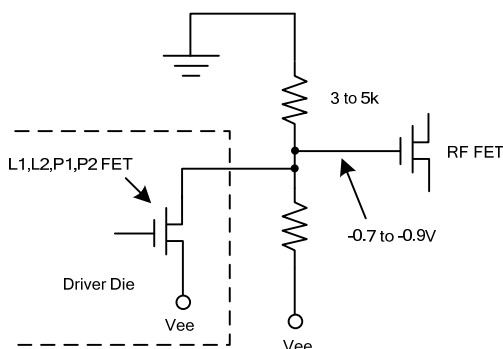 3 to 5k
RF FET
L1,L2,P1,P2 FET
-0.7 to -0.9V
Driver Die
Vee
Vee